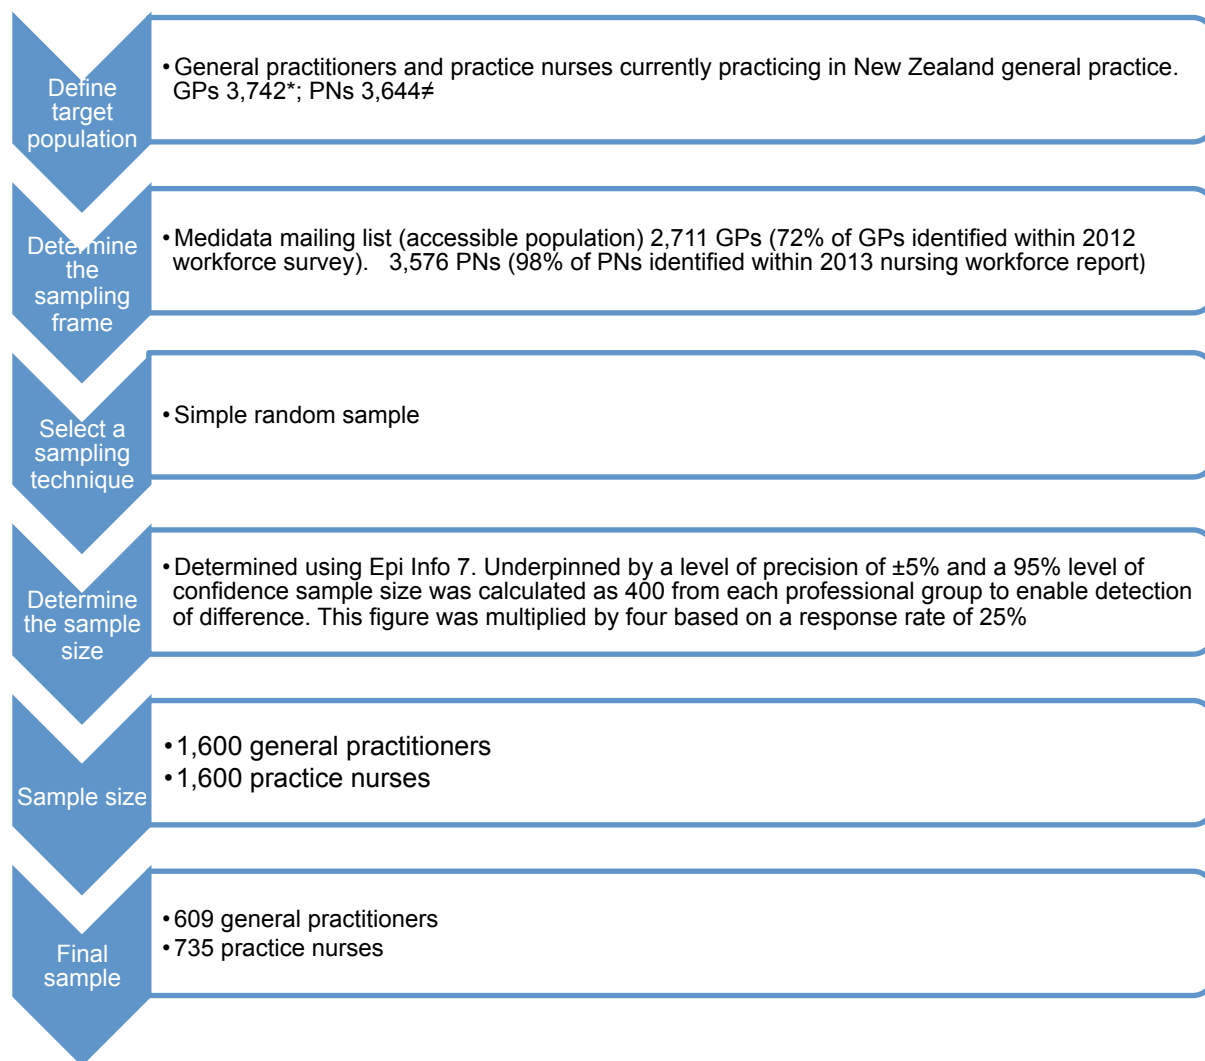 Define
target
population
• General practitioners and practice nurses currently practicing in New Zealand general practice.
GPs 3,742*; PNs 3,644≠
Determine
the
sampling
frame
• Medidata mailing list (accessible population) 2,711 GPs (72% of GPs identified within 2012
workforce survey). 3,576 PNs (98% of PNs identified within 2013 nursing workforce report)
Select a
sampling
technique
• Simple random sample
Determine
the sample
size
• Determined using Epi Info 7. Underpinned by a level of precision of ±5% and a 95% level of
confidence sample size was calculated as 400 from each professional group to enable detection
of difference. This figure was multiplied by four based on a response rate of 25%
Sample size
• 1,600 general practitioners
• 1,600 practice nurses
Final
sample
• 609 general practitioners
• 735 practice nurses